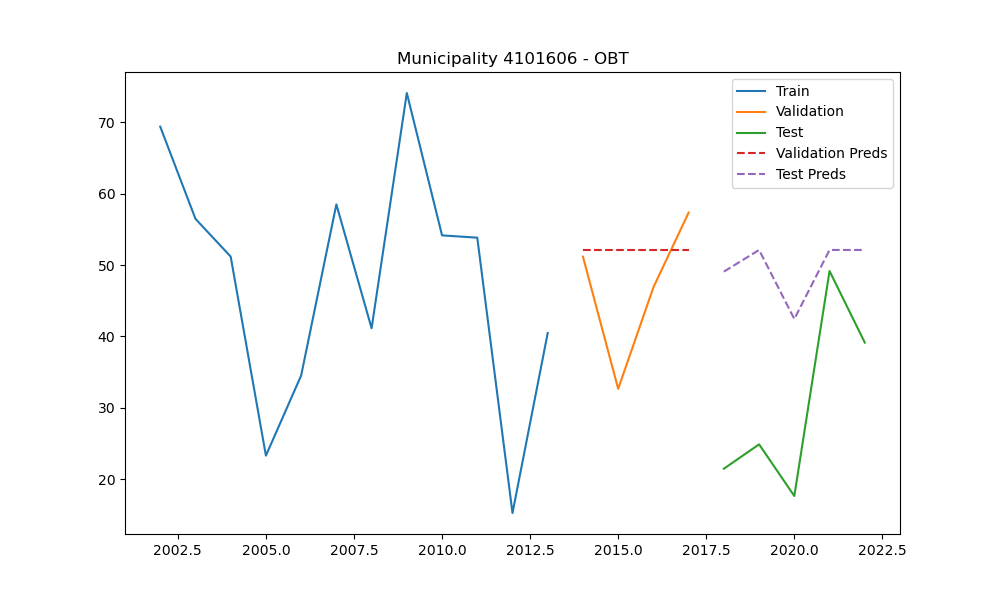 Municipality 4101606 - OBT
Train
Validation
Test
Validation Preds
Test Preds
70
60
50
40
30
20
2002.5 2005.0 2007.5 2010.0 2012.5 2015.0 2017.5 2020.0 2022.5